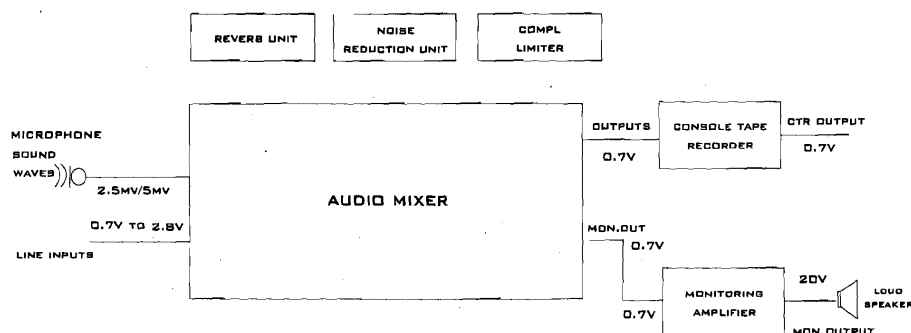 REVERB UNIT
NOISE
REDUCTION UNIT
COMPL
LIMITER
MICROPHONE
SOUND
WAVES
2.5MV/5MV
0.7V TO 2.8V
LINE INPUTS
AUDIO MIXER
OUTPUTS
0.7V
CONSOLE TAPE
RECORDER
CTR OUTPUT
0.7V
MON.OUT
0.7V
0.7V
MONITORING
AMPLIFIER
20V
LOUD
SPEAKER
MON OUTPUT